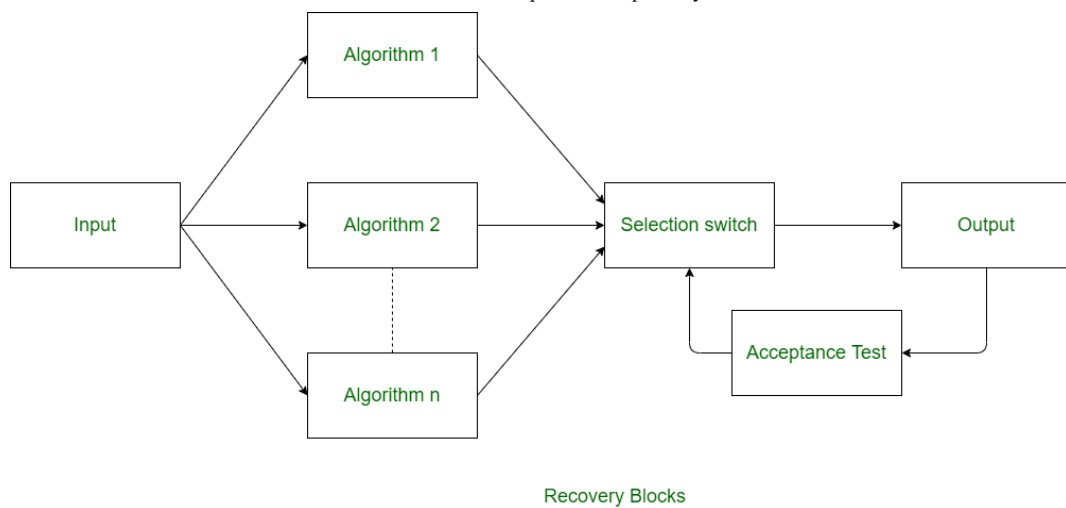 Algorithm 1
Input
Algorithm 2
Selection switch
Output
Acceptance Test
Algorithm n
Recovery Blocks